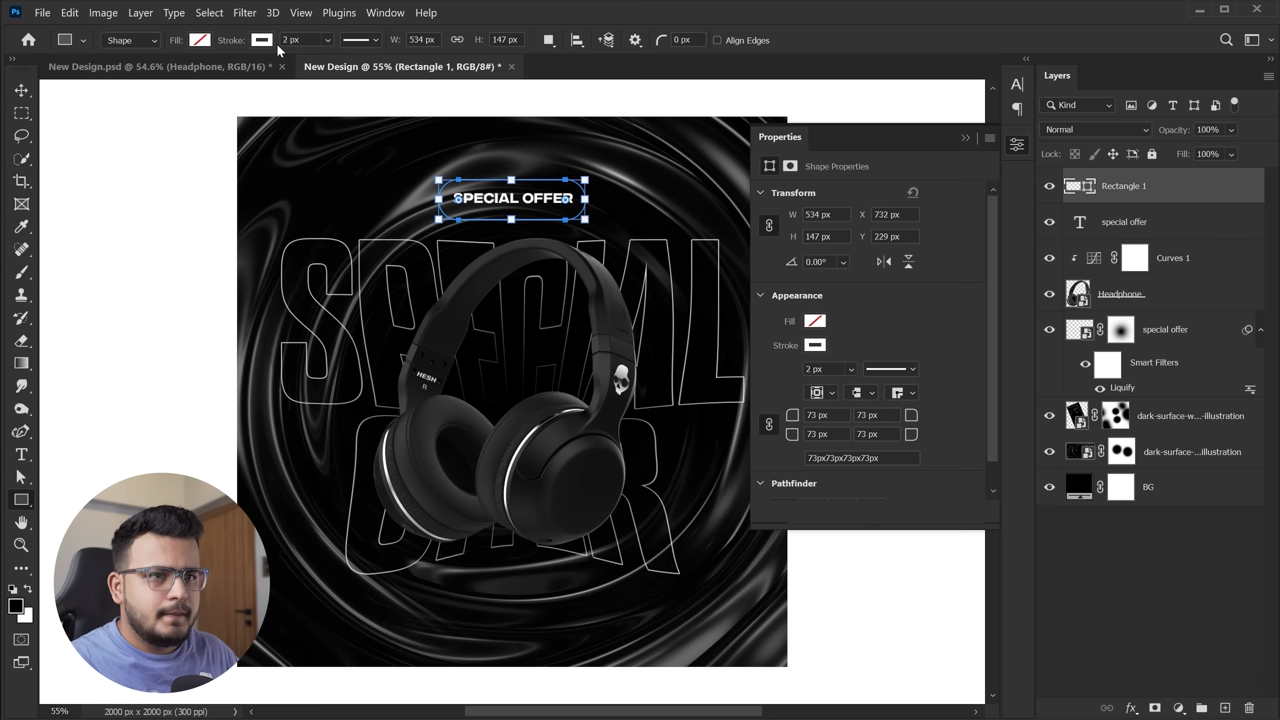 Ps File Edit Image Layer Type Select Filter 3D View Plugins Window Help
Shape Fill: Stroke: 2 px W: 534 px H: 147 px 0 px Align Edges
New Design.psd @ 54.6% (Headphone, RGB/16) * × New Design @ 55% (Rectangle 1, RGB/8#) * ×
SPECIAL OFFER
SPECIAL
HESH
R
Properties
Shape Properties
Transform
W 534 px X 732 px
H 147 px Y 229 px
0.00°
Appearance
Fill
Stroke
2 px
73 px 73 px
73 px 73 px
73px73px73px73px
Pathfinder
Layers
Kind
Normal Opacity: 100%
Lock: Fill: 100%
Rectangle 1
special offer
Curves 1
Headphone
special offer
Smart Filters
Liquify
dark-surface-w...-illustration
dark-surface-...illustration
BG
55% 2000 px x 2000 px (300 ppi)